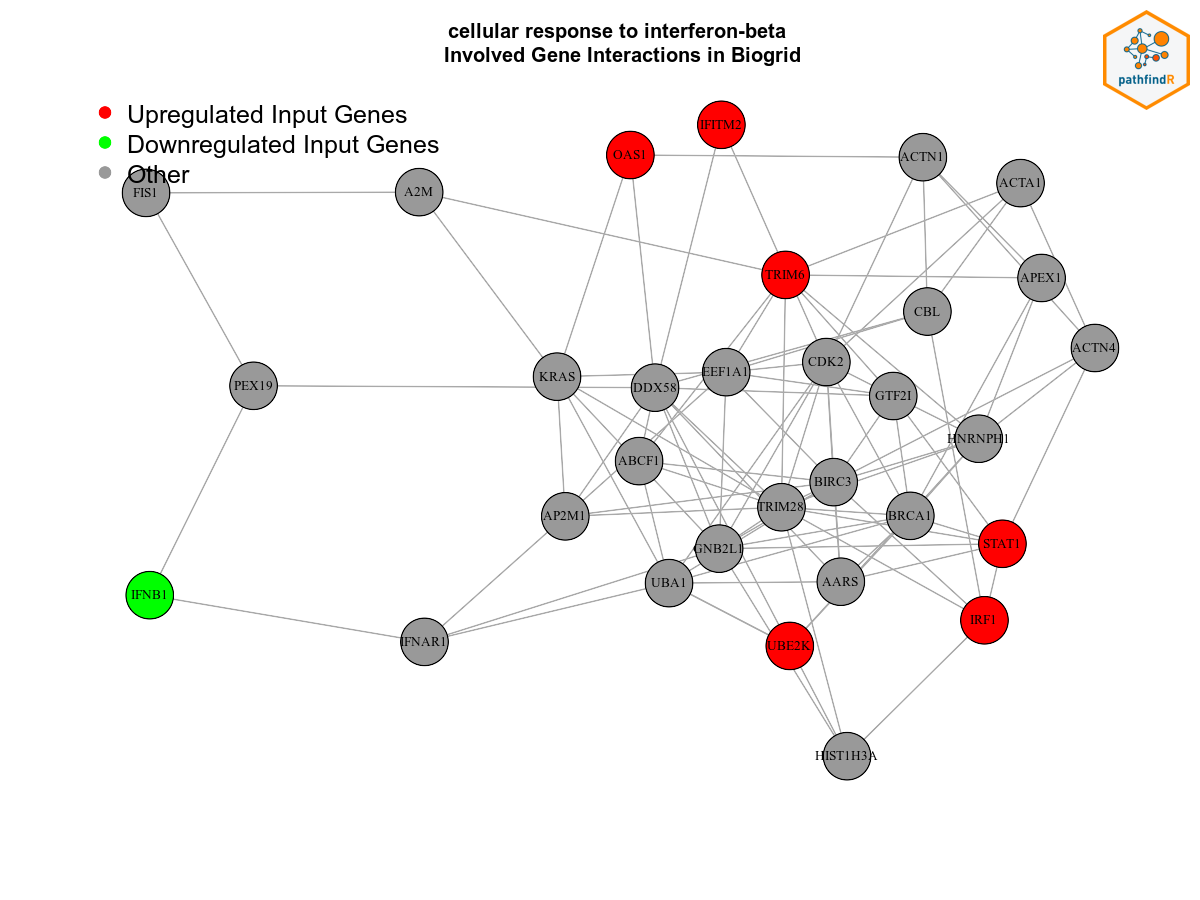 cellular response to interferon-beta
Involved Gene Interactions in Biogrid
pathfindR
Upregulated Input Genes
Downregulated Input Genes
Other
IFITM2
OAS1
ACTN1
ACTA1
FIS1
A2M
TRIM6
APEX1
CBL
ACTN4
CDK2
EEF1A1
KRAS
DDX58
PEX19
GTF2I
HNRNPH1
ABCF1
BIRC3
TRIM28
AP2M1
BRCA1
STAT1
GNB2L1
UBA1
AARS
IFNB1
IRF1
IFNAR1
UBE2K
HIST1H3A